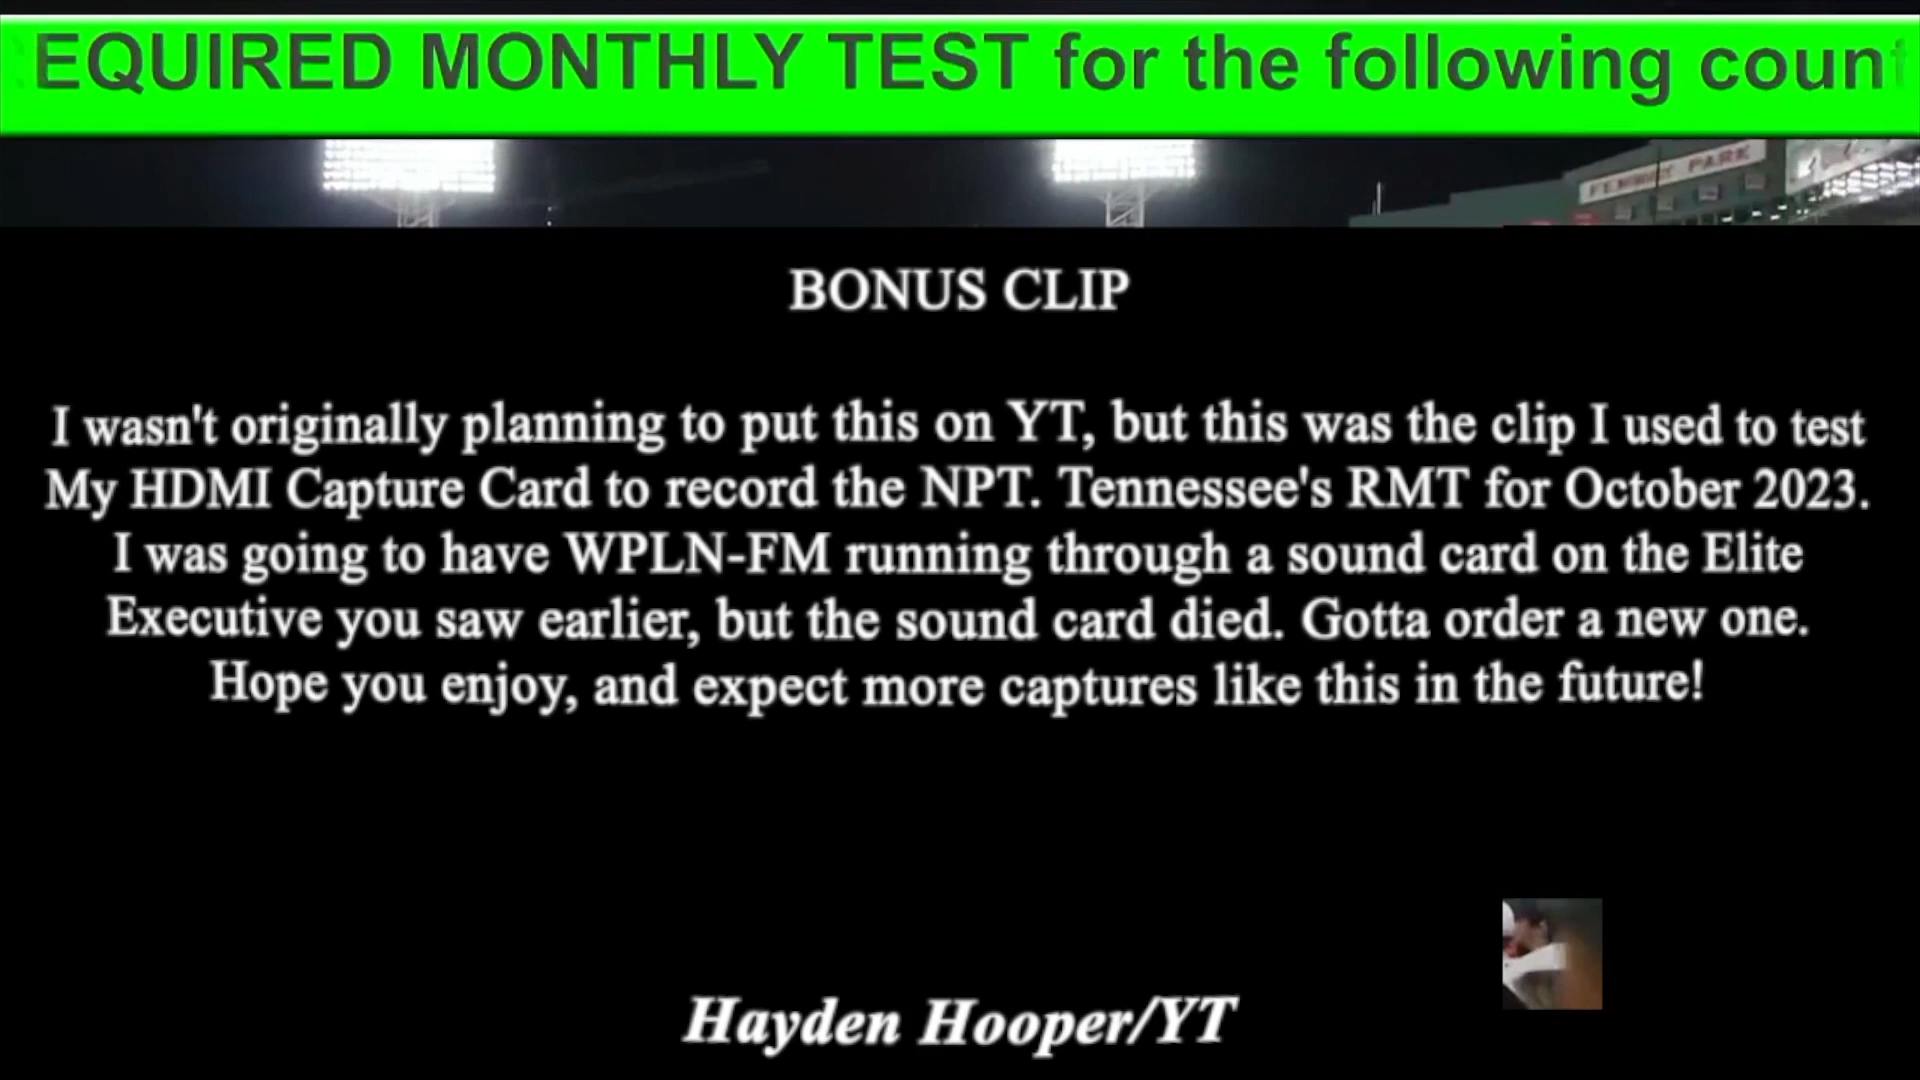 EQUIRED MONTHLY TEST for the following coun
FENWAY PARK
BONUS CLIP
I wasn't originally planning to put this on YT, but this was the clip I used to test
My HDMI Capture Card to record the NPT. Tennessee's RMT for October 2023.
I was going to have WPLN-FM running through a sound card on the Elite
Executive you saw earlier, but the sound card died. Gotta order a new one.
Hope you enjoy, and expect more captures like this in the future!
Hayden Hooper/YT